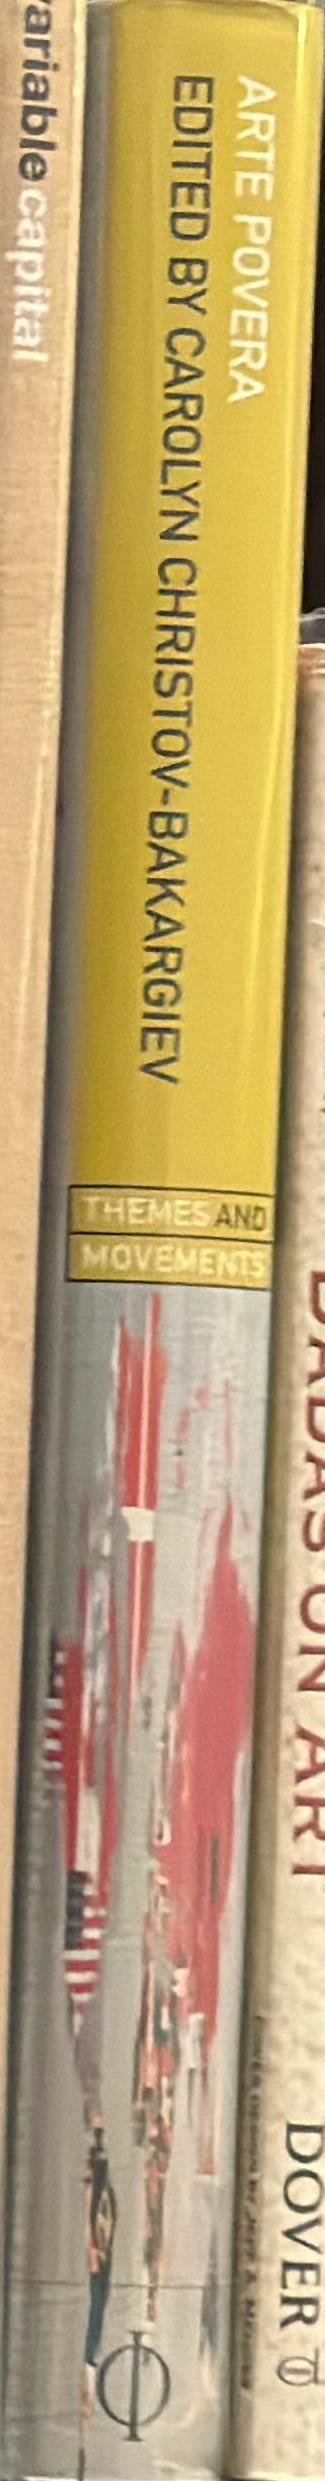 variable capital
ARTE POVERA
EDITED BY CAROLYN CHRISTOV-BAKARGIEV
THEMES AND
MOVEMENTS
DADAS ON ART
DOVER